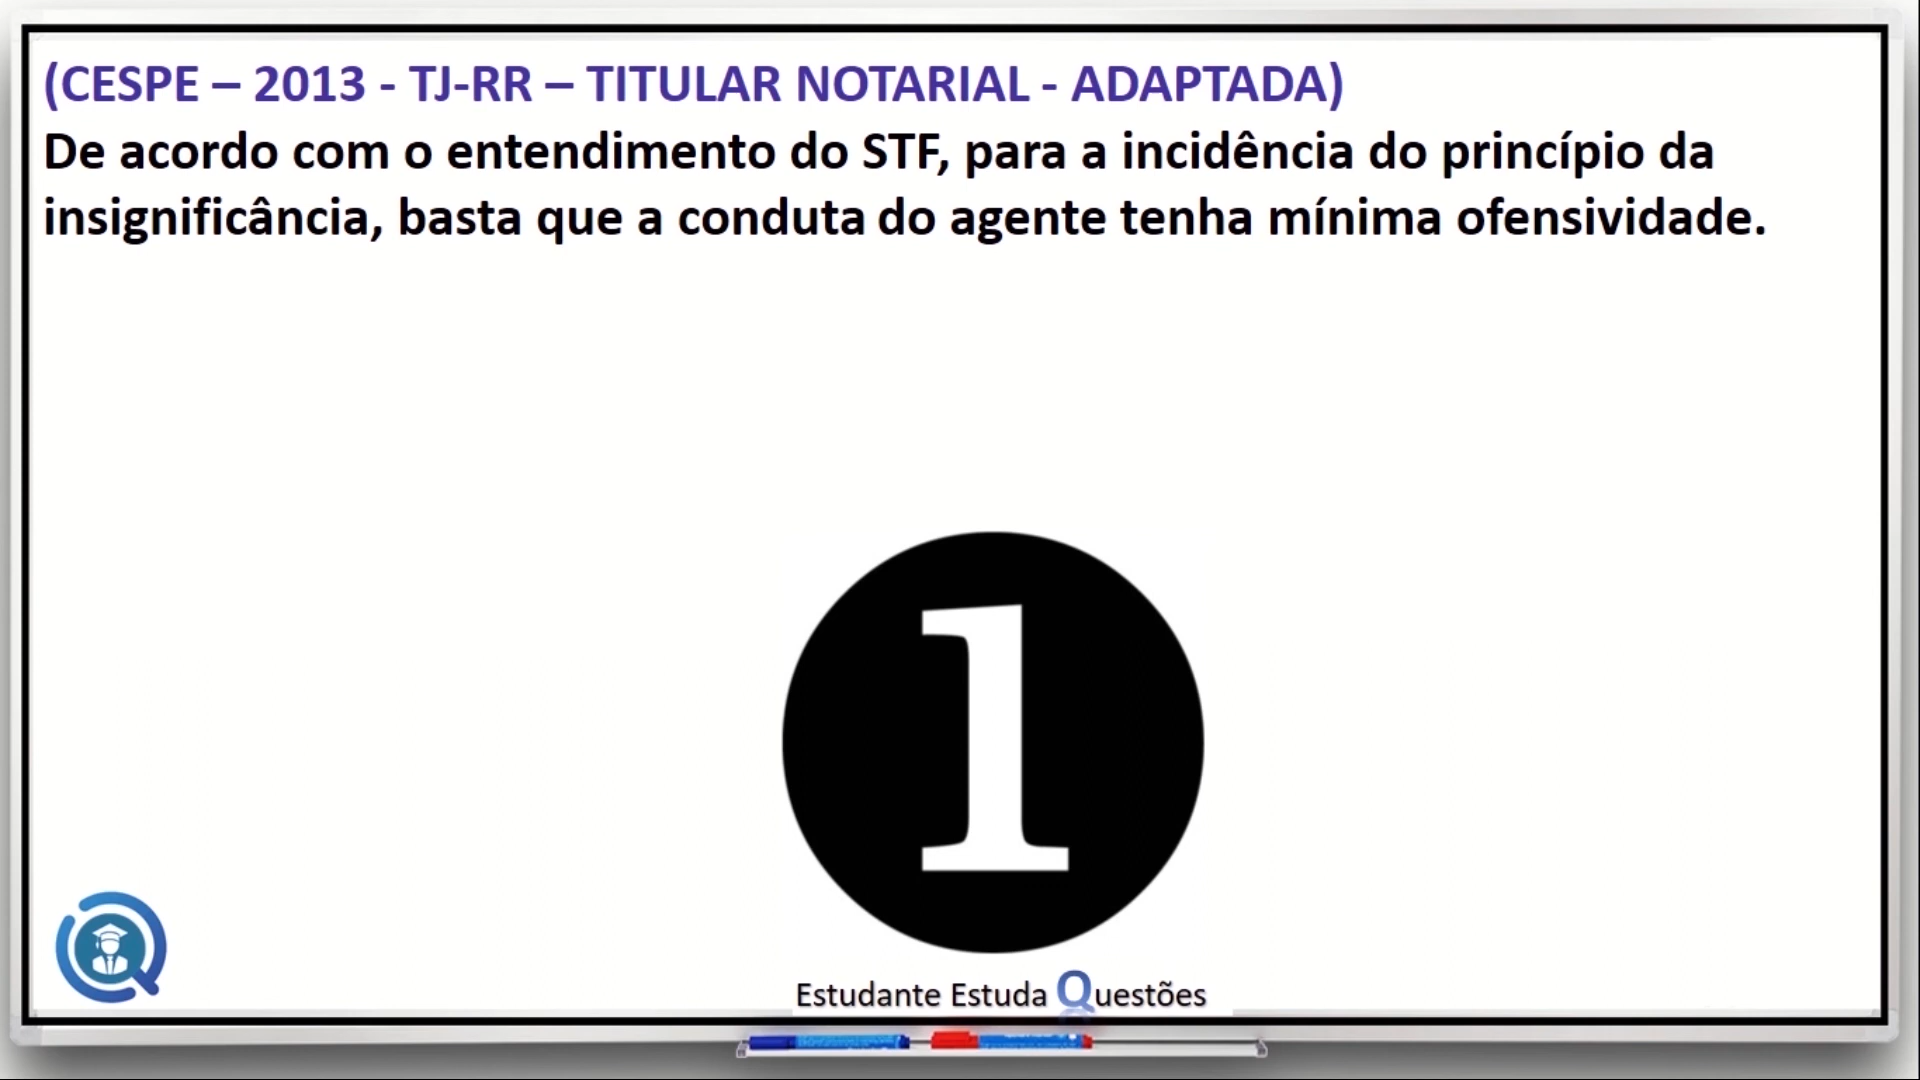 (CESPE – 2013 - TJ-RR – TITULAR NOTARIAL - ADAPTADA)
De acordo com o entendimento do STF, para a incidência do princípio da
insignificância, basta que a conduta do agente tenha mínima ofensividade.
1
Estudante Estuda Questões